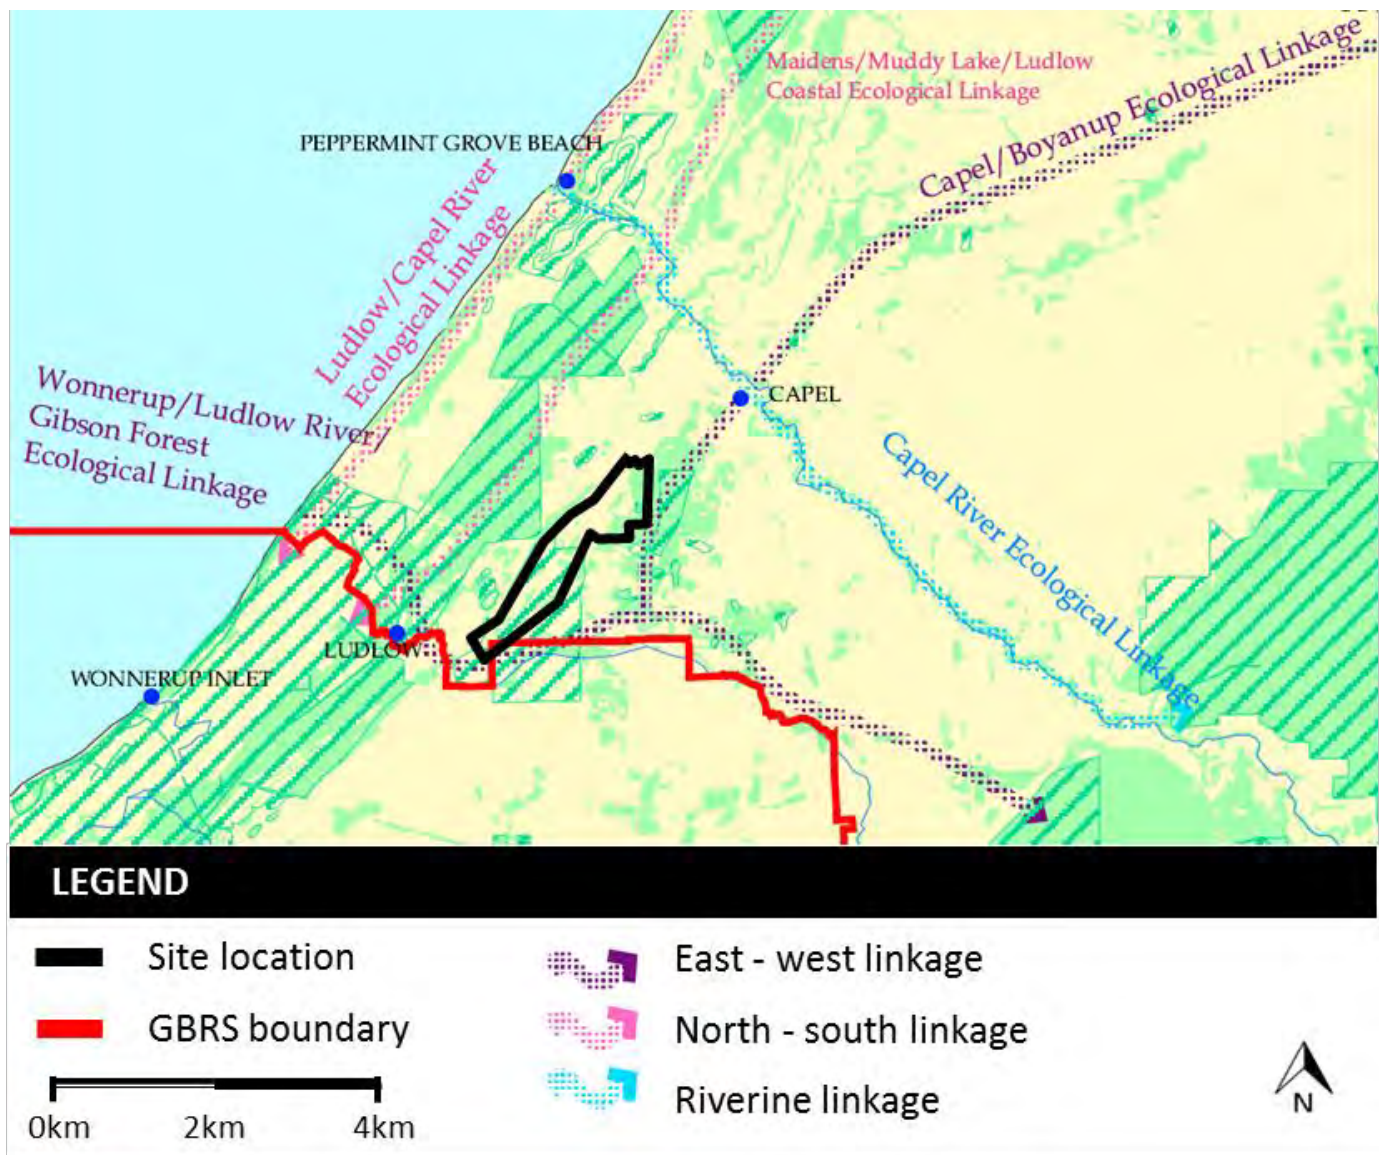 Maidens/Muddy Lake/Ludlow
Coastal Ecological Linkage
Capel/Boyanup Ecological Linkage
PEPPERMINT GROVE BEACH
Ludlow/Capel River
Ecological Linkage
Wonnerup/Ludlow River
Gibson Forest
Ecological Linkage
CAPEL
Capel River Ecological Linkage
LUDLOW
WONNERUP INLET
LEGEND
Site location
GBRS boundary
0km 2km 4km
East - west linkage
North - south linkage
Riverine linkage
N